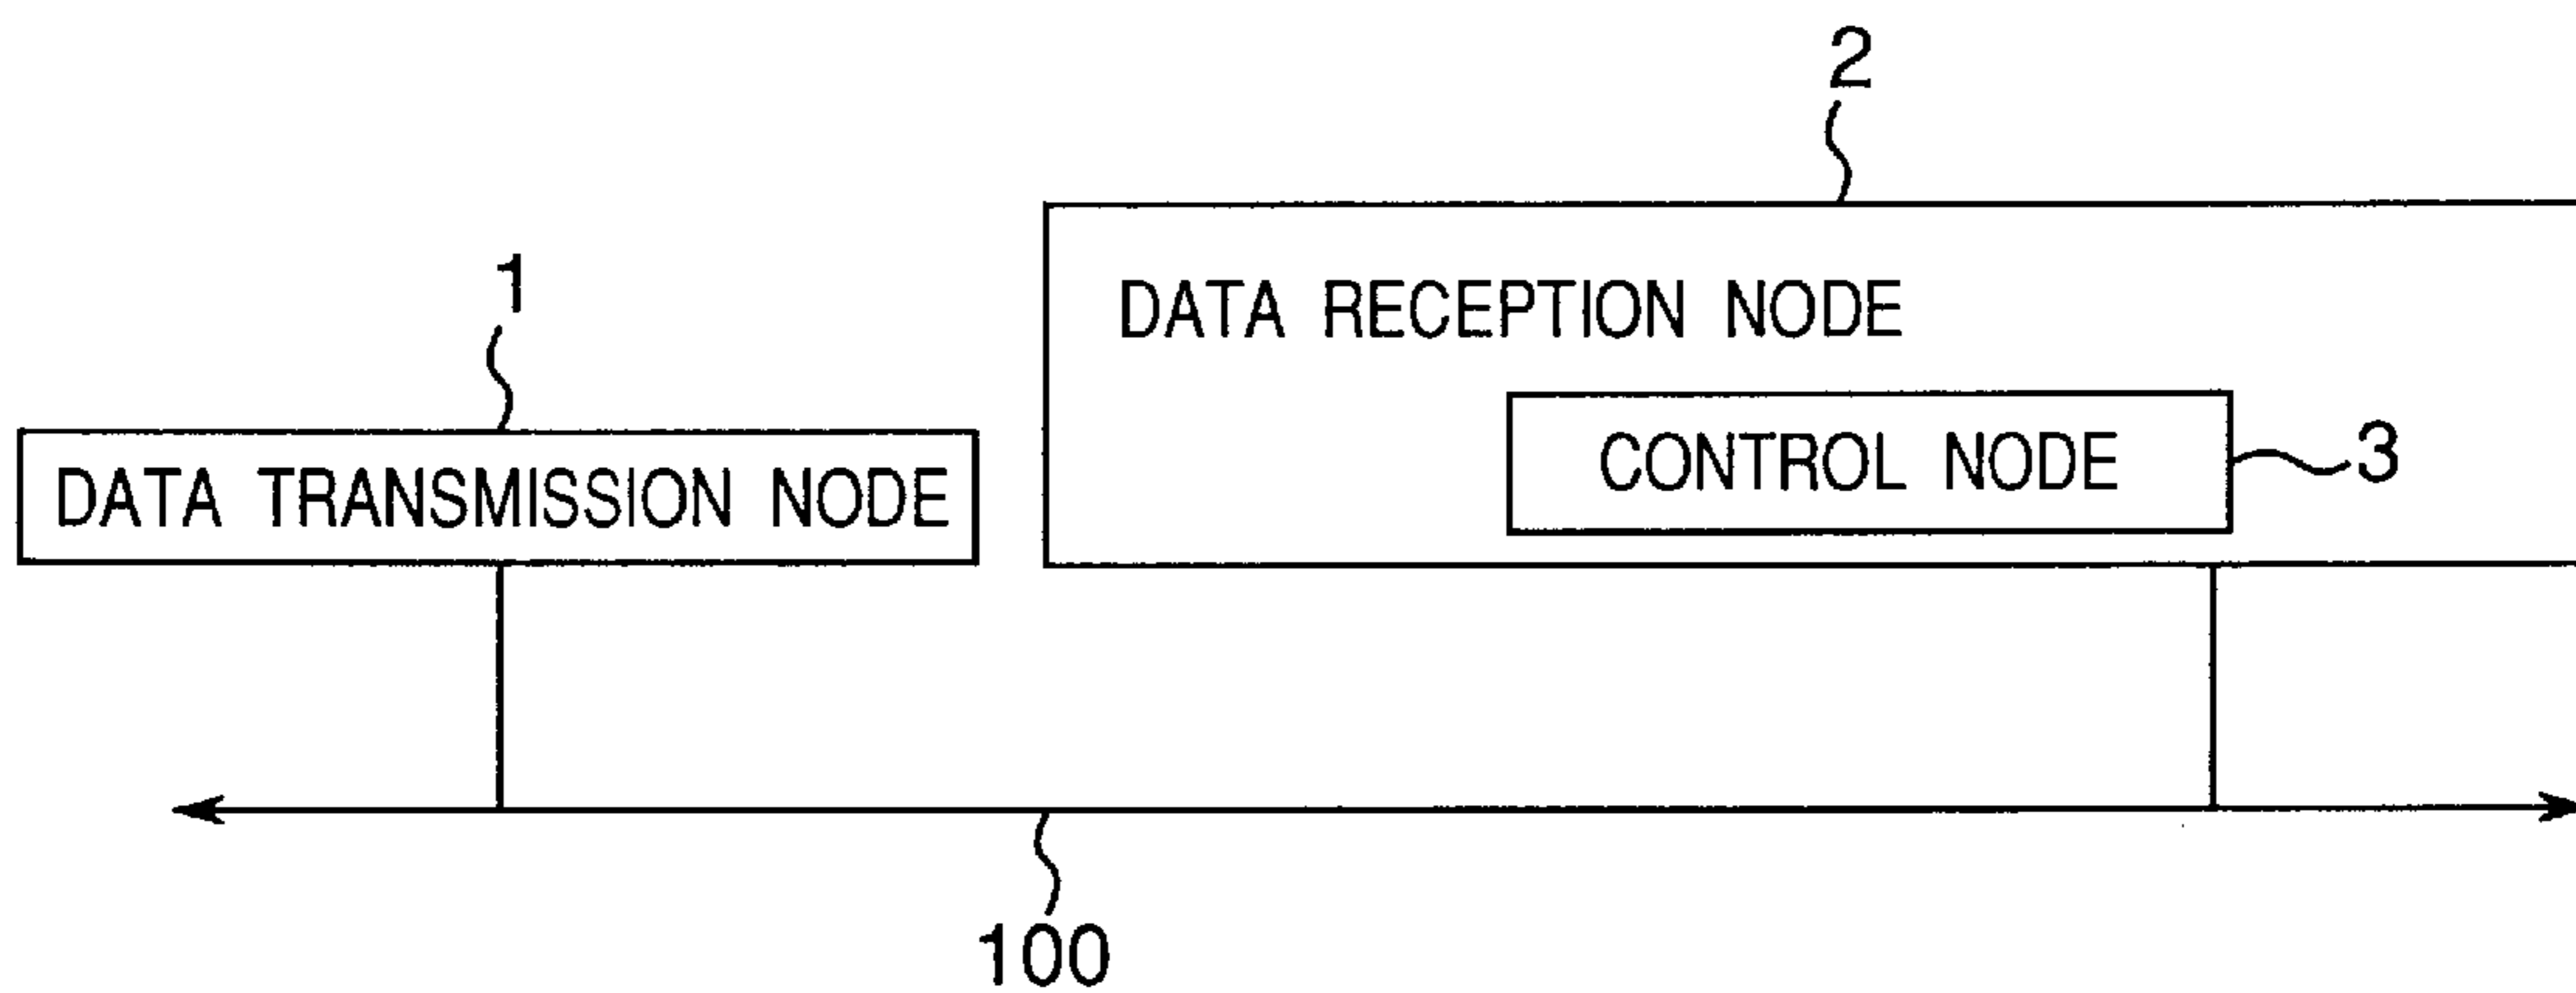 2
1
DATA RECEPTION NODE
CONTROL NODE
3
DATA TRANSMISSION NODE
100